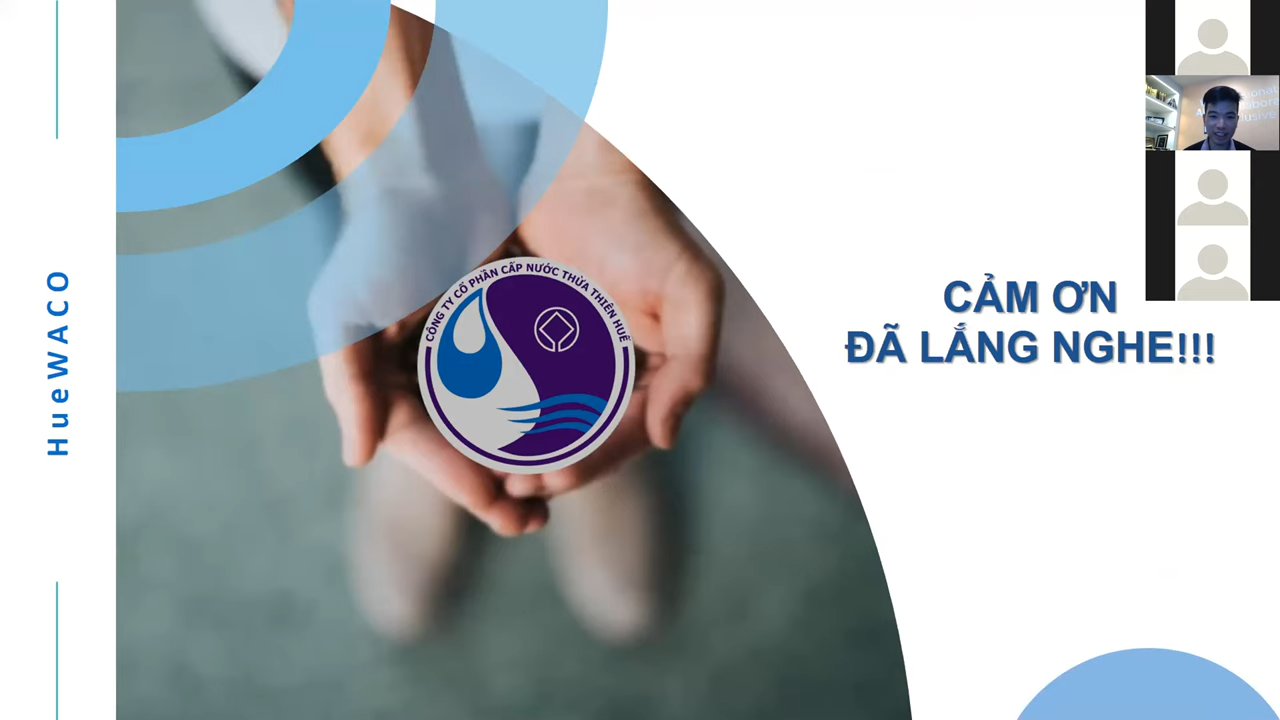 HueWACO
CÔNG TY CỔ PHẦN CẤP NƯỚC THỪA THIÊN HUẾ
CẢM ƠN
ĐÃ LẮNG NGHE!!!